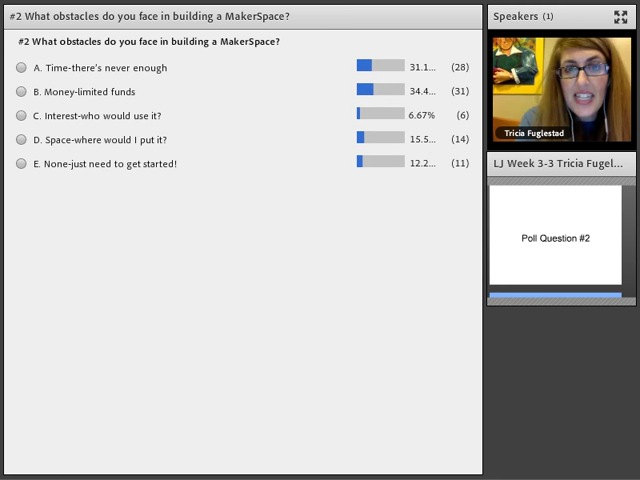 #2 What obstacles do you face in building a MakerSpace?
#2 What obstacles do you face in building a MakerSpace?
A. Time-there's never enough 31.1... (28)
B. Money-limited funds 34.4... (31)
C. Interest-who would use it? 6.67% (6)
D. Space-where would I put it? 15.5... (14)
E. None-just need to get started! 12.2... (11)
Speakers (1)
Tricia Fuglestad
LJ Week 3-3 Tricia Fugel...
Poll Question #2